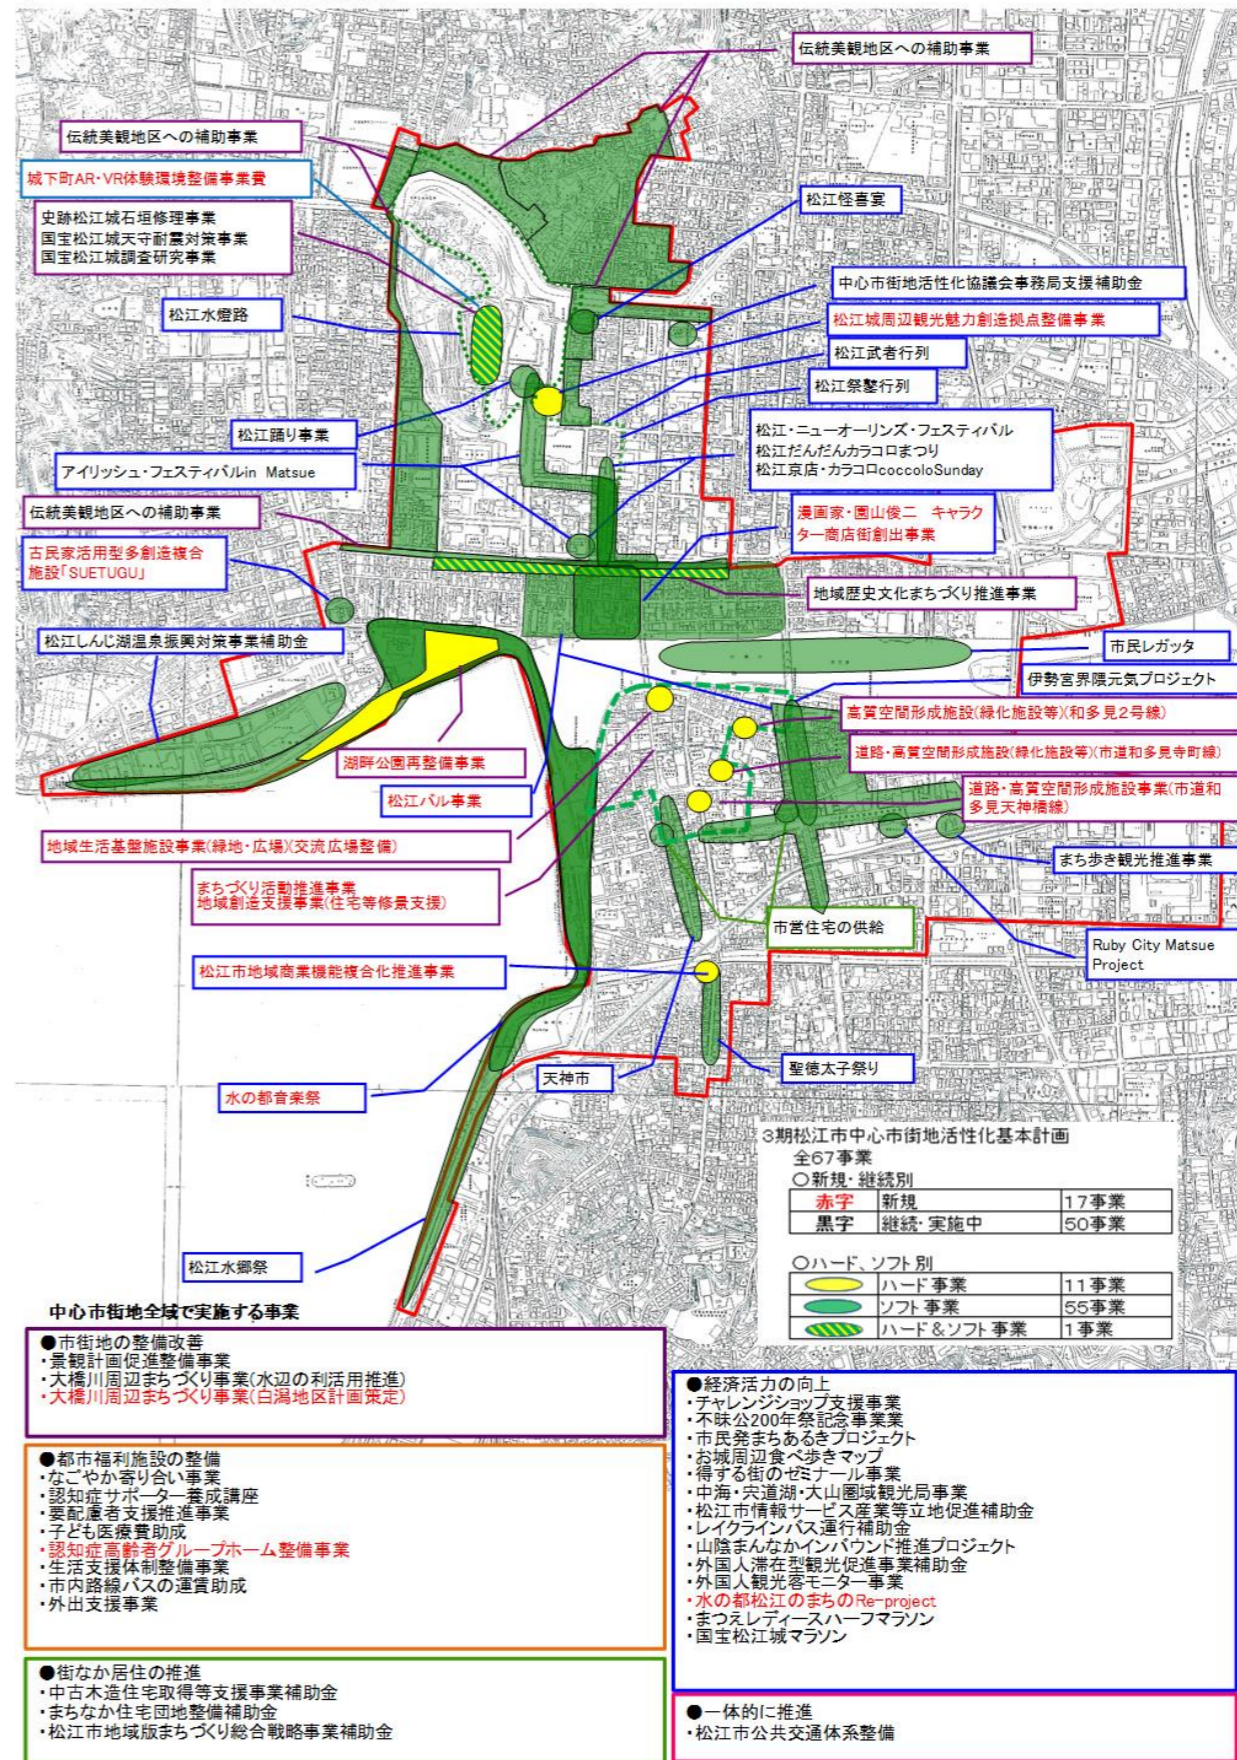 伝統美観地区への補助事業
伝統美観地区への補助事業
城下町AR・VR体験環境整備事業費
史跡松江城石垣修理事業
国宝松江城天守耐震対策事業
国宝松江城調査研究事業
松江怪喜宴
中心市街地活性化協議会事務局支援補助金
松江水燈路
松江城周辺観光魅力創造拠点整備事業
松江武者行列
松江祭鼕行列
松江踊り事業
松江・ニューオーリンズ・フェスティバル
松江だんだんカラコロまつり
松江京店・カラコロcoccoloSunday
アイリッシュ・フェスティバルin Matsue
伝統美観地区への補助事業
漫画家・園山俊二　キャラク
ター商店街創出事業
古民家活用型多創造複合
施設「SUETUGU」
地域歴史文化まちづくり推進事業
松江しんじ湖温泉振興対策事業補助金
市民レガッタ
伊勢宮界隈元気プロジェクト
高質空間形成施設(緑化施設等)(和多見2号線)
道路・高質空間形成施設(緑化施設等)(市道和多見寺町線)
湖畔公園再整備事業
道路・高質空間形成施設事業(市道和
多見天神橋線)
松江バル事業
地域生活基盤施設事業(緑地・広場)(交流広場整備)
まち歩き観光推進事業
まちづくり活動推進事業
地域創造支援事業(住宅等修景支援)
市営住宅の供給
Ruby City Matsue
Project
松江市地域商業機能複合化推進事業
天神市
聖徳太子祭り
水の都音楽祭
松江水郷祭
3期松江市中心市街地活性化基本計画
全67事業
○新規・継続別
赤字 新規 17事業
黒字 継続・実施中 50事業
○ハード、ソフト別
ハード事業 11事業
ソフト事業 55事業
ハード＆ソフト事業 1事業
中心市街地全域で実施する事業
●市街地の整備改善
・景観計画促進整備事業
・大橋川周辺まちづくり事業(水辺の利活用推進)
・大橋川周辺まちづくり事業(白潟地区計画策定)
●都市福利施設の整備
・なごやか寄り合い事業
・認知症サポーター養成講座
・要配慮者支援推進事業
・子ども医療費助成
・認知症高齢者グループホーム整備事業
・生活支援体制整備事業
・市内路線バスの運賃助成
・外出支援事業
●街なか居住の推進
・中古木造住宅取得等支援事業補助金
・まちなか住宅団地整備補助金
・松江市地域版まちづくり総合戦略事業補助金
●経済活力の向上
・チャレンジショップ支援事業
・不昧公200年祭記念事業業
・市民発まちあるきプロジェクト
・お城周辺食べ歩きマップ
・得する街のゼミナール事業
・中海・宍道湖・大山圏域観光局事業
・松江市情報サービス産業等立地促進補助金
・レイクラインバス運行補助金
・山陰まんなかインバウンド推進プロジェクト
・外国人滞在型観光促進事業補助金
・外国人観光客モニター事業
・水の都松江のまちのRe-project
・まつえレディースハーフマラソン
・国宝松江城マラソン
●一体的に推進
・松江市公共交通体系整備